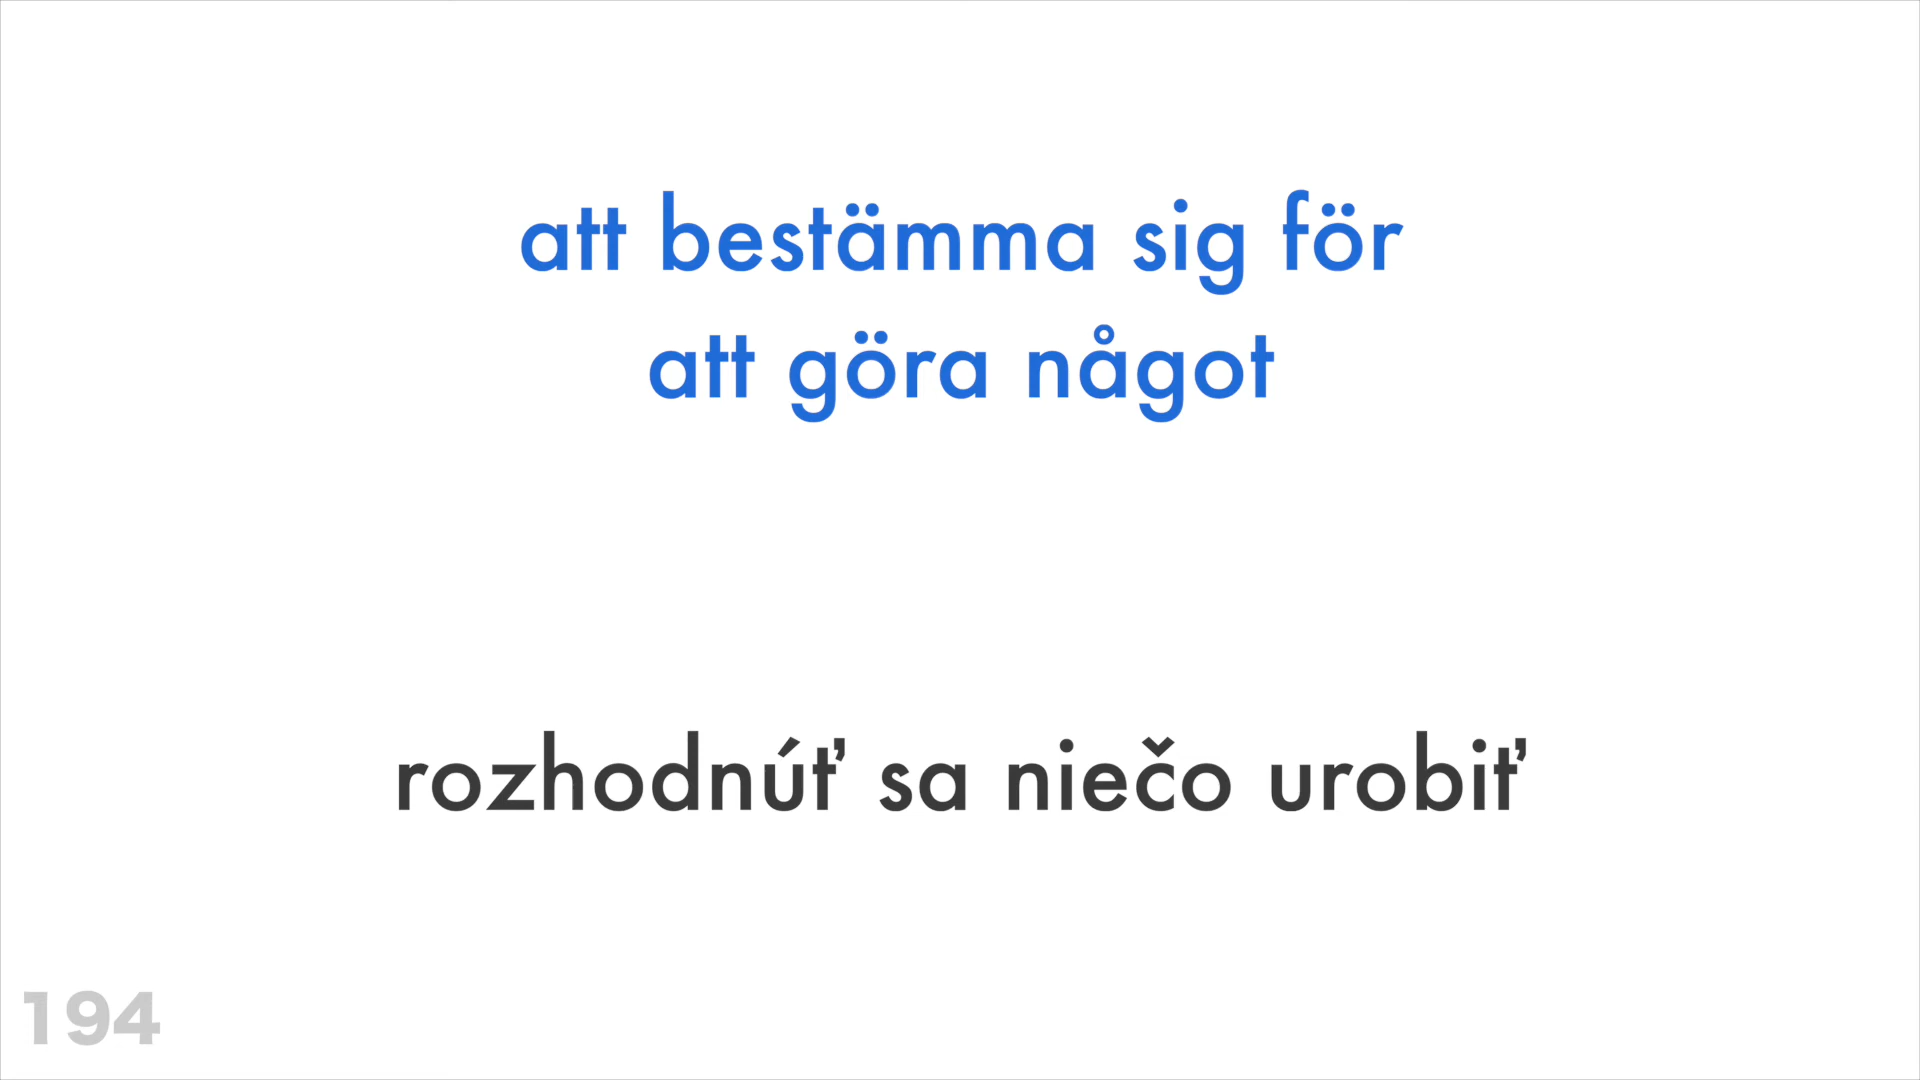 att bestämma sig för
att göra något
rozhodnúť sa niečo urobiť
194